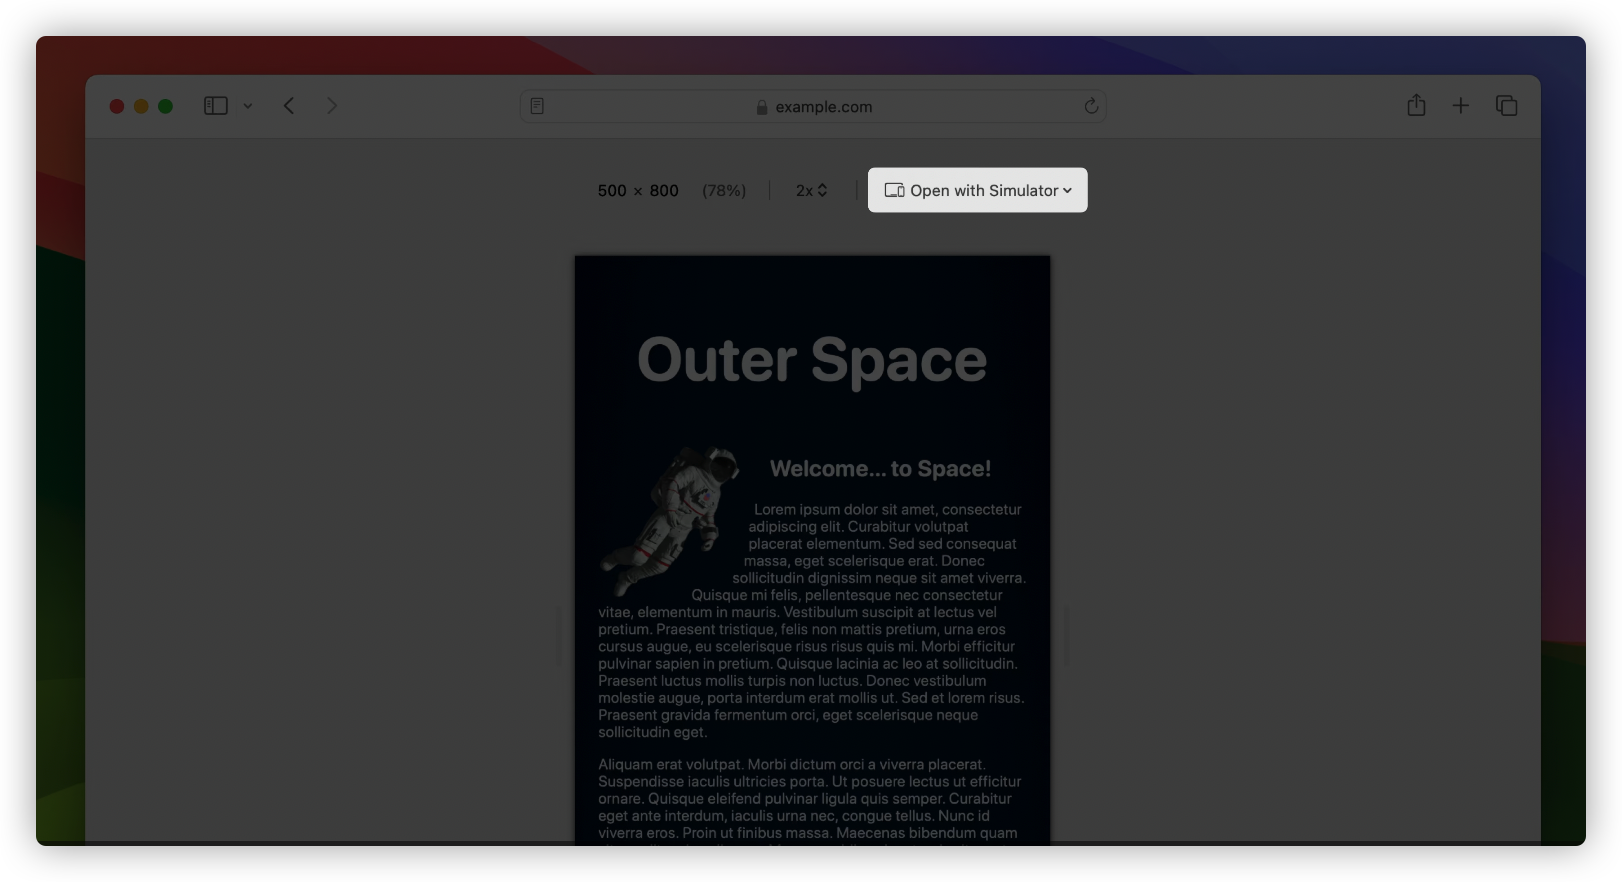 example.com
500 × 800 (78%) 2x Open with Simulator
Outer Space
Welcome... to Space!
Lorem ipsum dolor sit amet, consectetur
adipiscing elit. Curabitur volutpat
placerat elementum. Sed sed consequat
massa, eget scelerisque erat. Donec
sollicitudin dignissim neque sit amet viverra.
Quisque mi felis, pellentesque nec consectetur
vitae, elementum in mauris. Vestibulum suscipit at lectus vel
pretium. Praesent tristique, felis non mattis pretium, urna eros
cursus augue, eu scelerisque risus risus quis mi. Morbi efficitur
pulvinar sapien in pretium. Quisque lacinia ac leo at sollicitudin.
Praesent luctus mollis turpis non luctus. Donec vestibulum
molestie augue, porta interdum erat mollis ut. Sed et lorem risus.
Praesent gravida fermentum orci, eget scelerisque neque
sollicitudin eget.
Aliquam erat volutpat. Morbi dictum orci a viverra placerat.
Suspendisse iaculis ultricies porta. Ut posuere lectus ut efficitur
ornare. Quisque eleifend pulvinar ligula quis semper. Curabitur
eget ante interdum, iaculis urna nec, congue tellus. Nunc id
viverra eros. Proin ut finibus massa. Maecenas bibendum quam